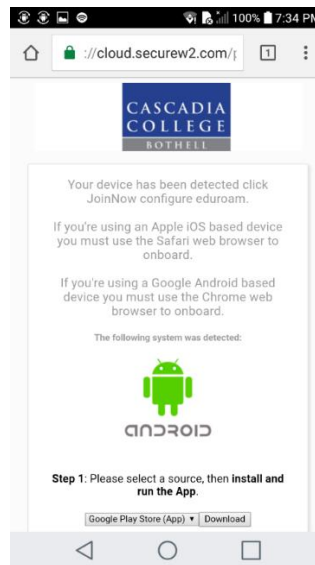 100% 7:34 PM
://cloud.securew2.com/p
1
CASCADIA
COLLEGE
BOTHELL
Your device has been detected click
JoinNow configure eduroam.
If you're using an Apple iOS based device
you must use the Safari web browser to
onboard.
If you're using a Google Android based
device you must use the Chrome web
browser to onboard.
The following system was detected:
ANDROID
Step 1: Please select a source, then install and
run the App.
Google Play Store (App) ▾ Download